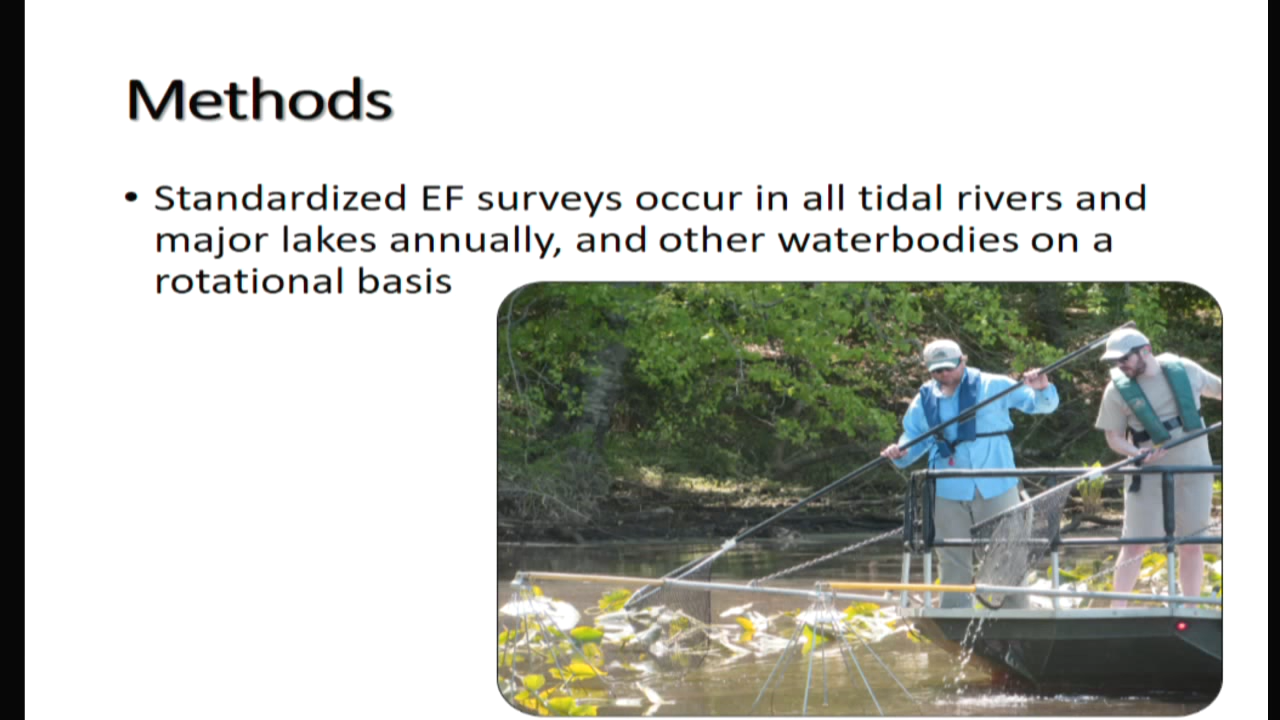 Methods
• Standardized EF surveys occur in all tidal rivers and
major lakes annually, and other waterbodies on a
rotational basis